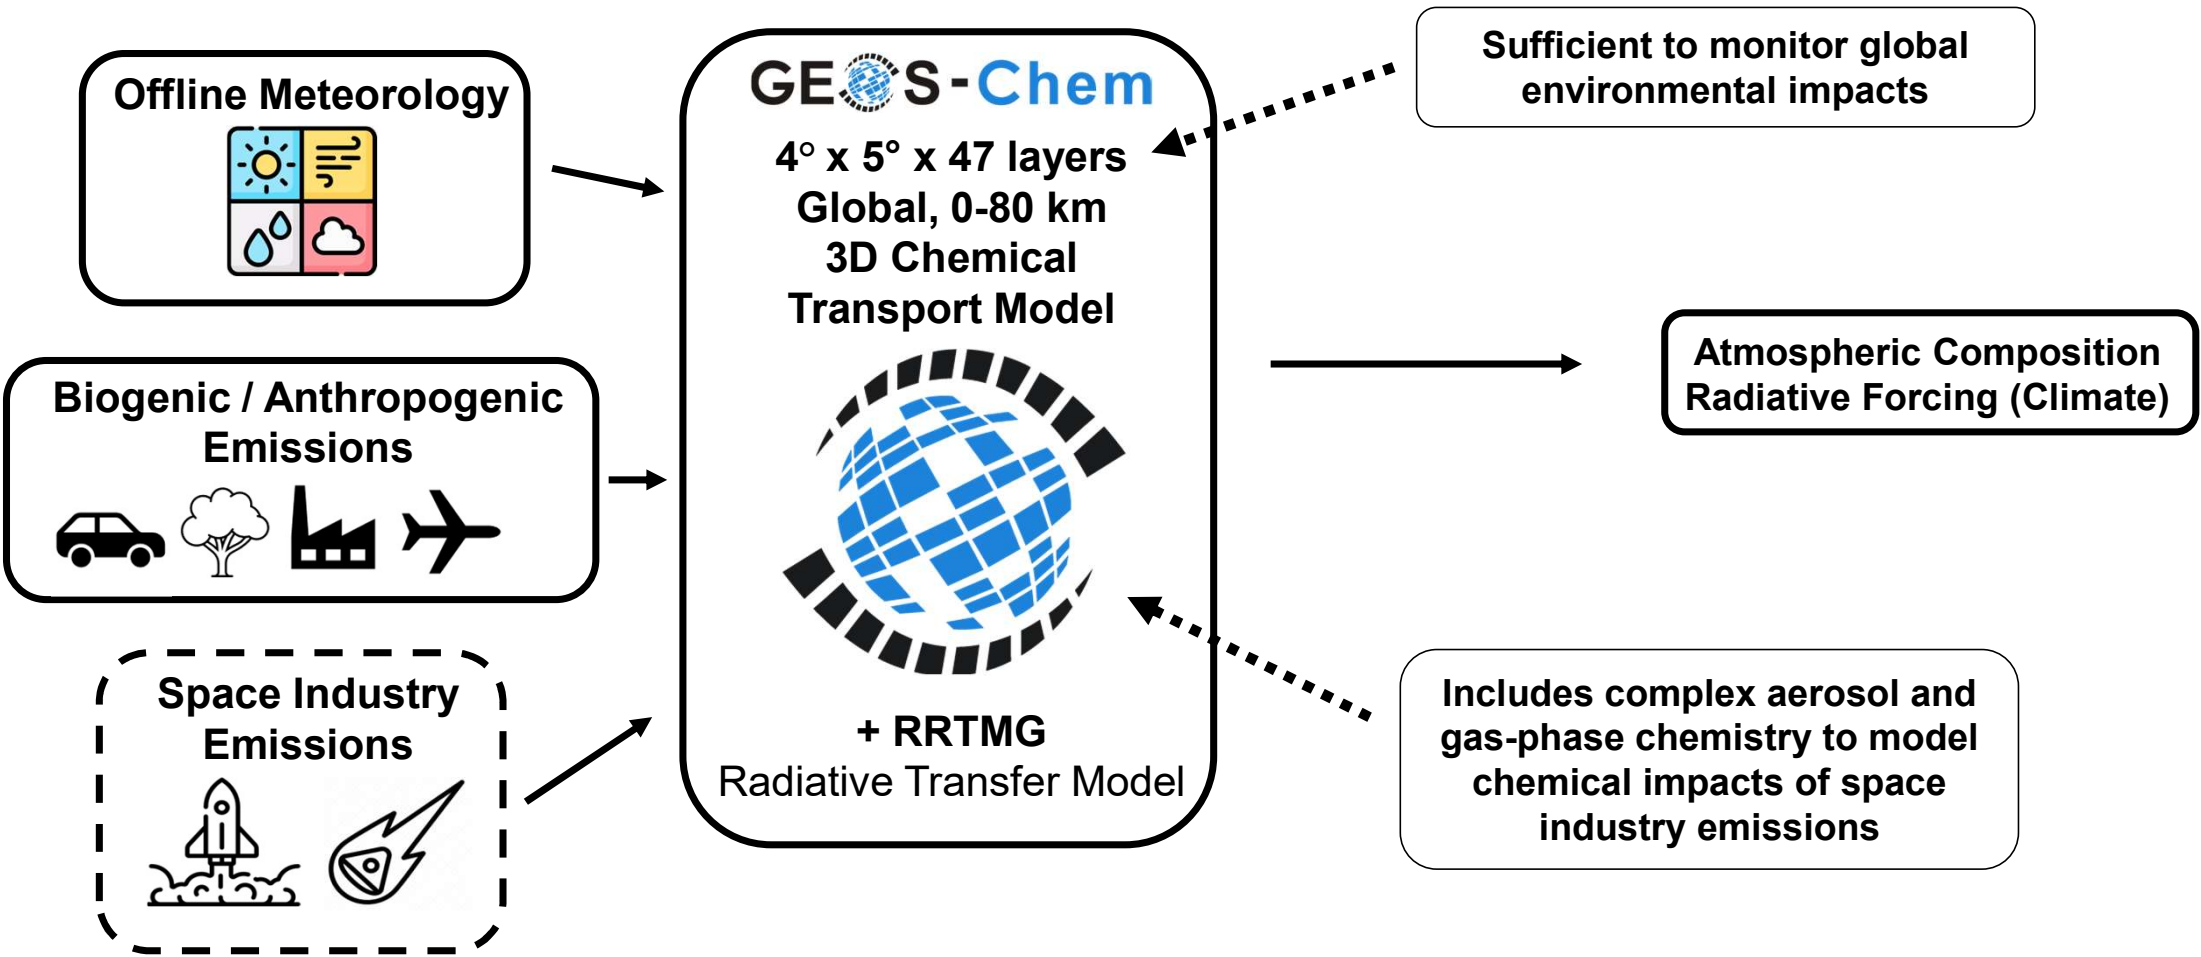 Offline Meteorology
Biogenic / Anthropogenic
Emissions
Space Industry
Emissions
GEOS-Chem
4° x 5° x 47 layers
Global, 0-80 km
3D Chemical
Transport Model
+ RRTMG
Radiative Transfer Model
Sufficient to monitor global
environmental impacts
Atmospheric Composition
Radiative Forcing (Climate)
Includes complex aerosol and
gas-phase chemistry to model
chemical impacts of space
industry emissions